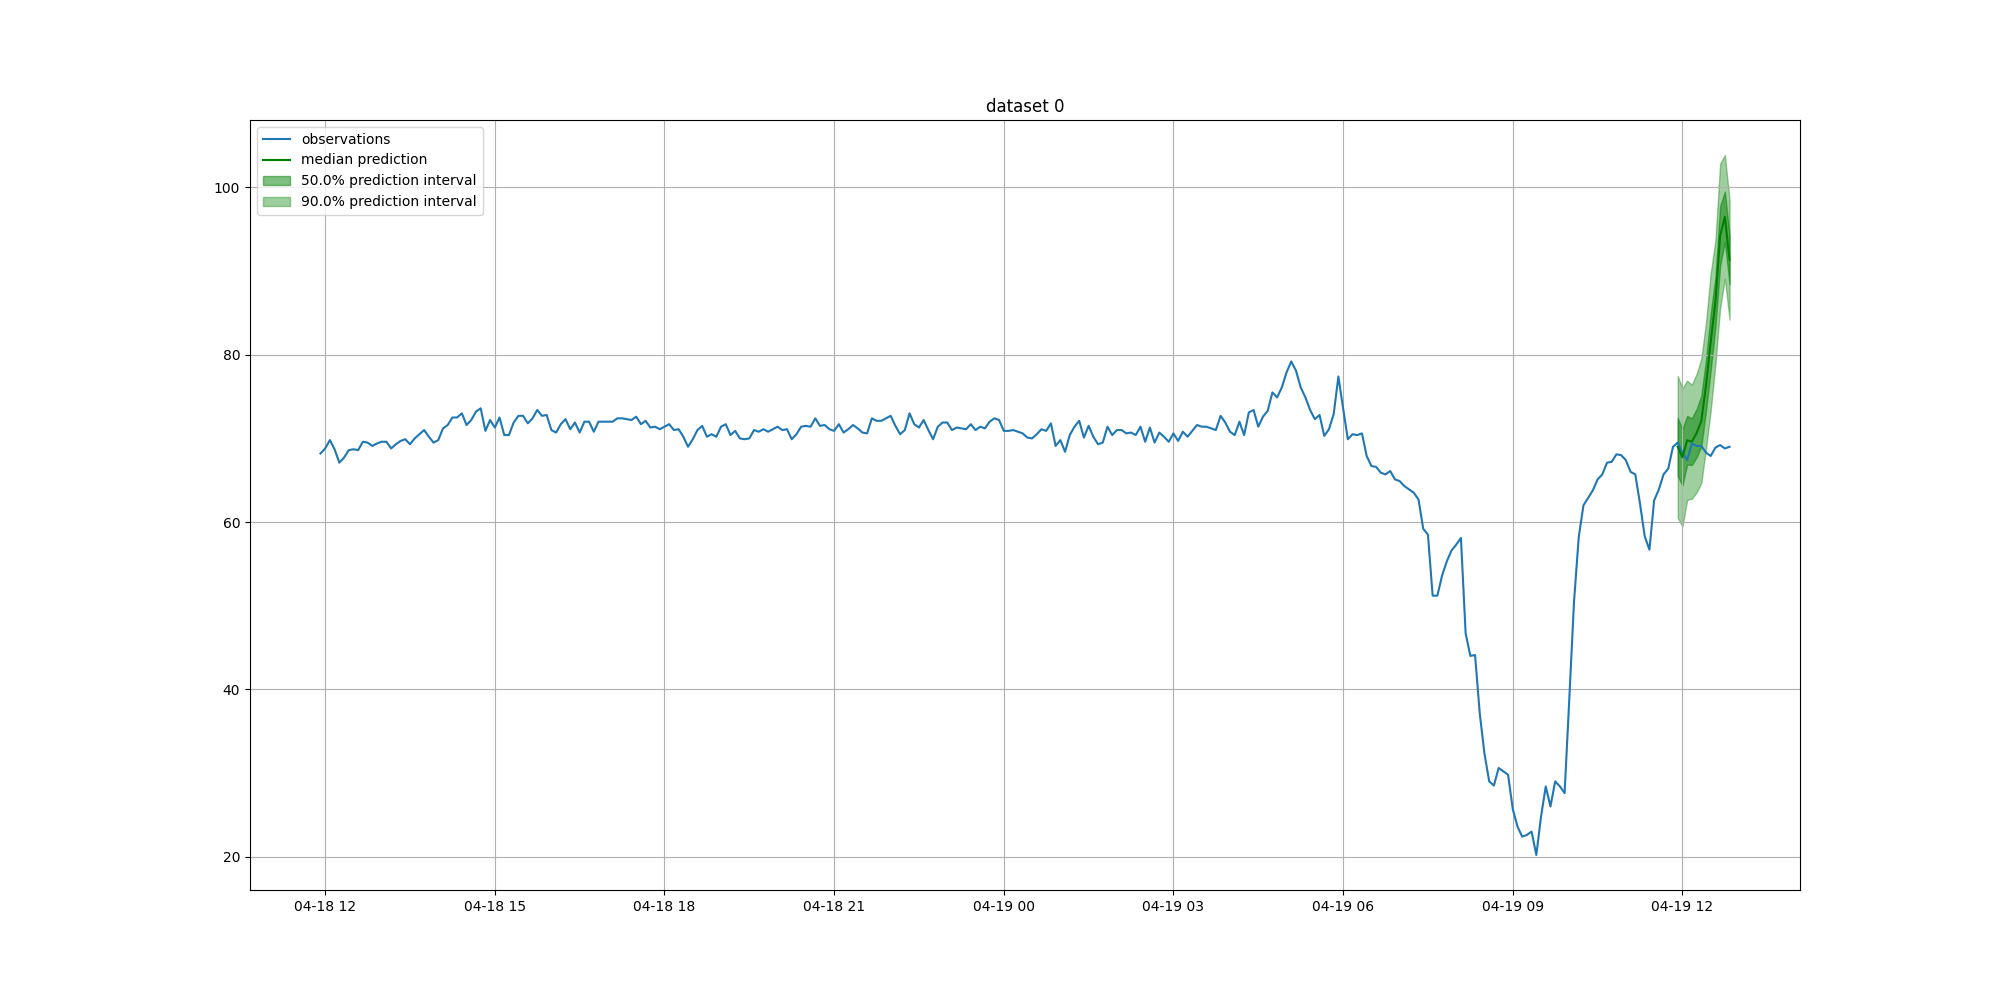 dataset 0
observations
median prediction
50.0% prediction interval
90.0% prediction interval
100
80
60
40
20
04-18 12 04-18 15 04-18 18 04-18 21 04-19 00 04-19 03 04-19 06 04-19 09 04-19 12